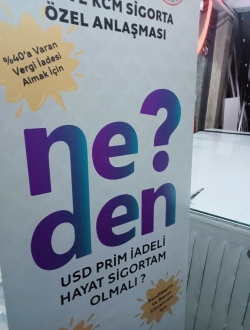 VE KCM SİGORTA
ÖZEL ANLAŞMASI
%40'a Varan
Vergi İadesi
Almak İçin
ne?
den
USD PRİM İADELİ
HAYAT SİGORTAM
OLMALI ?